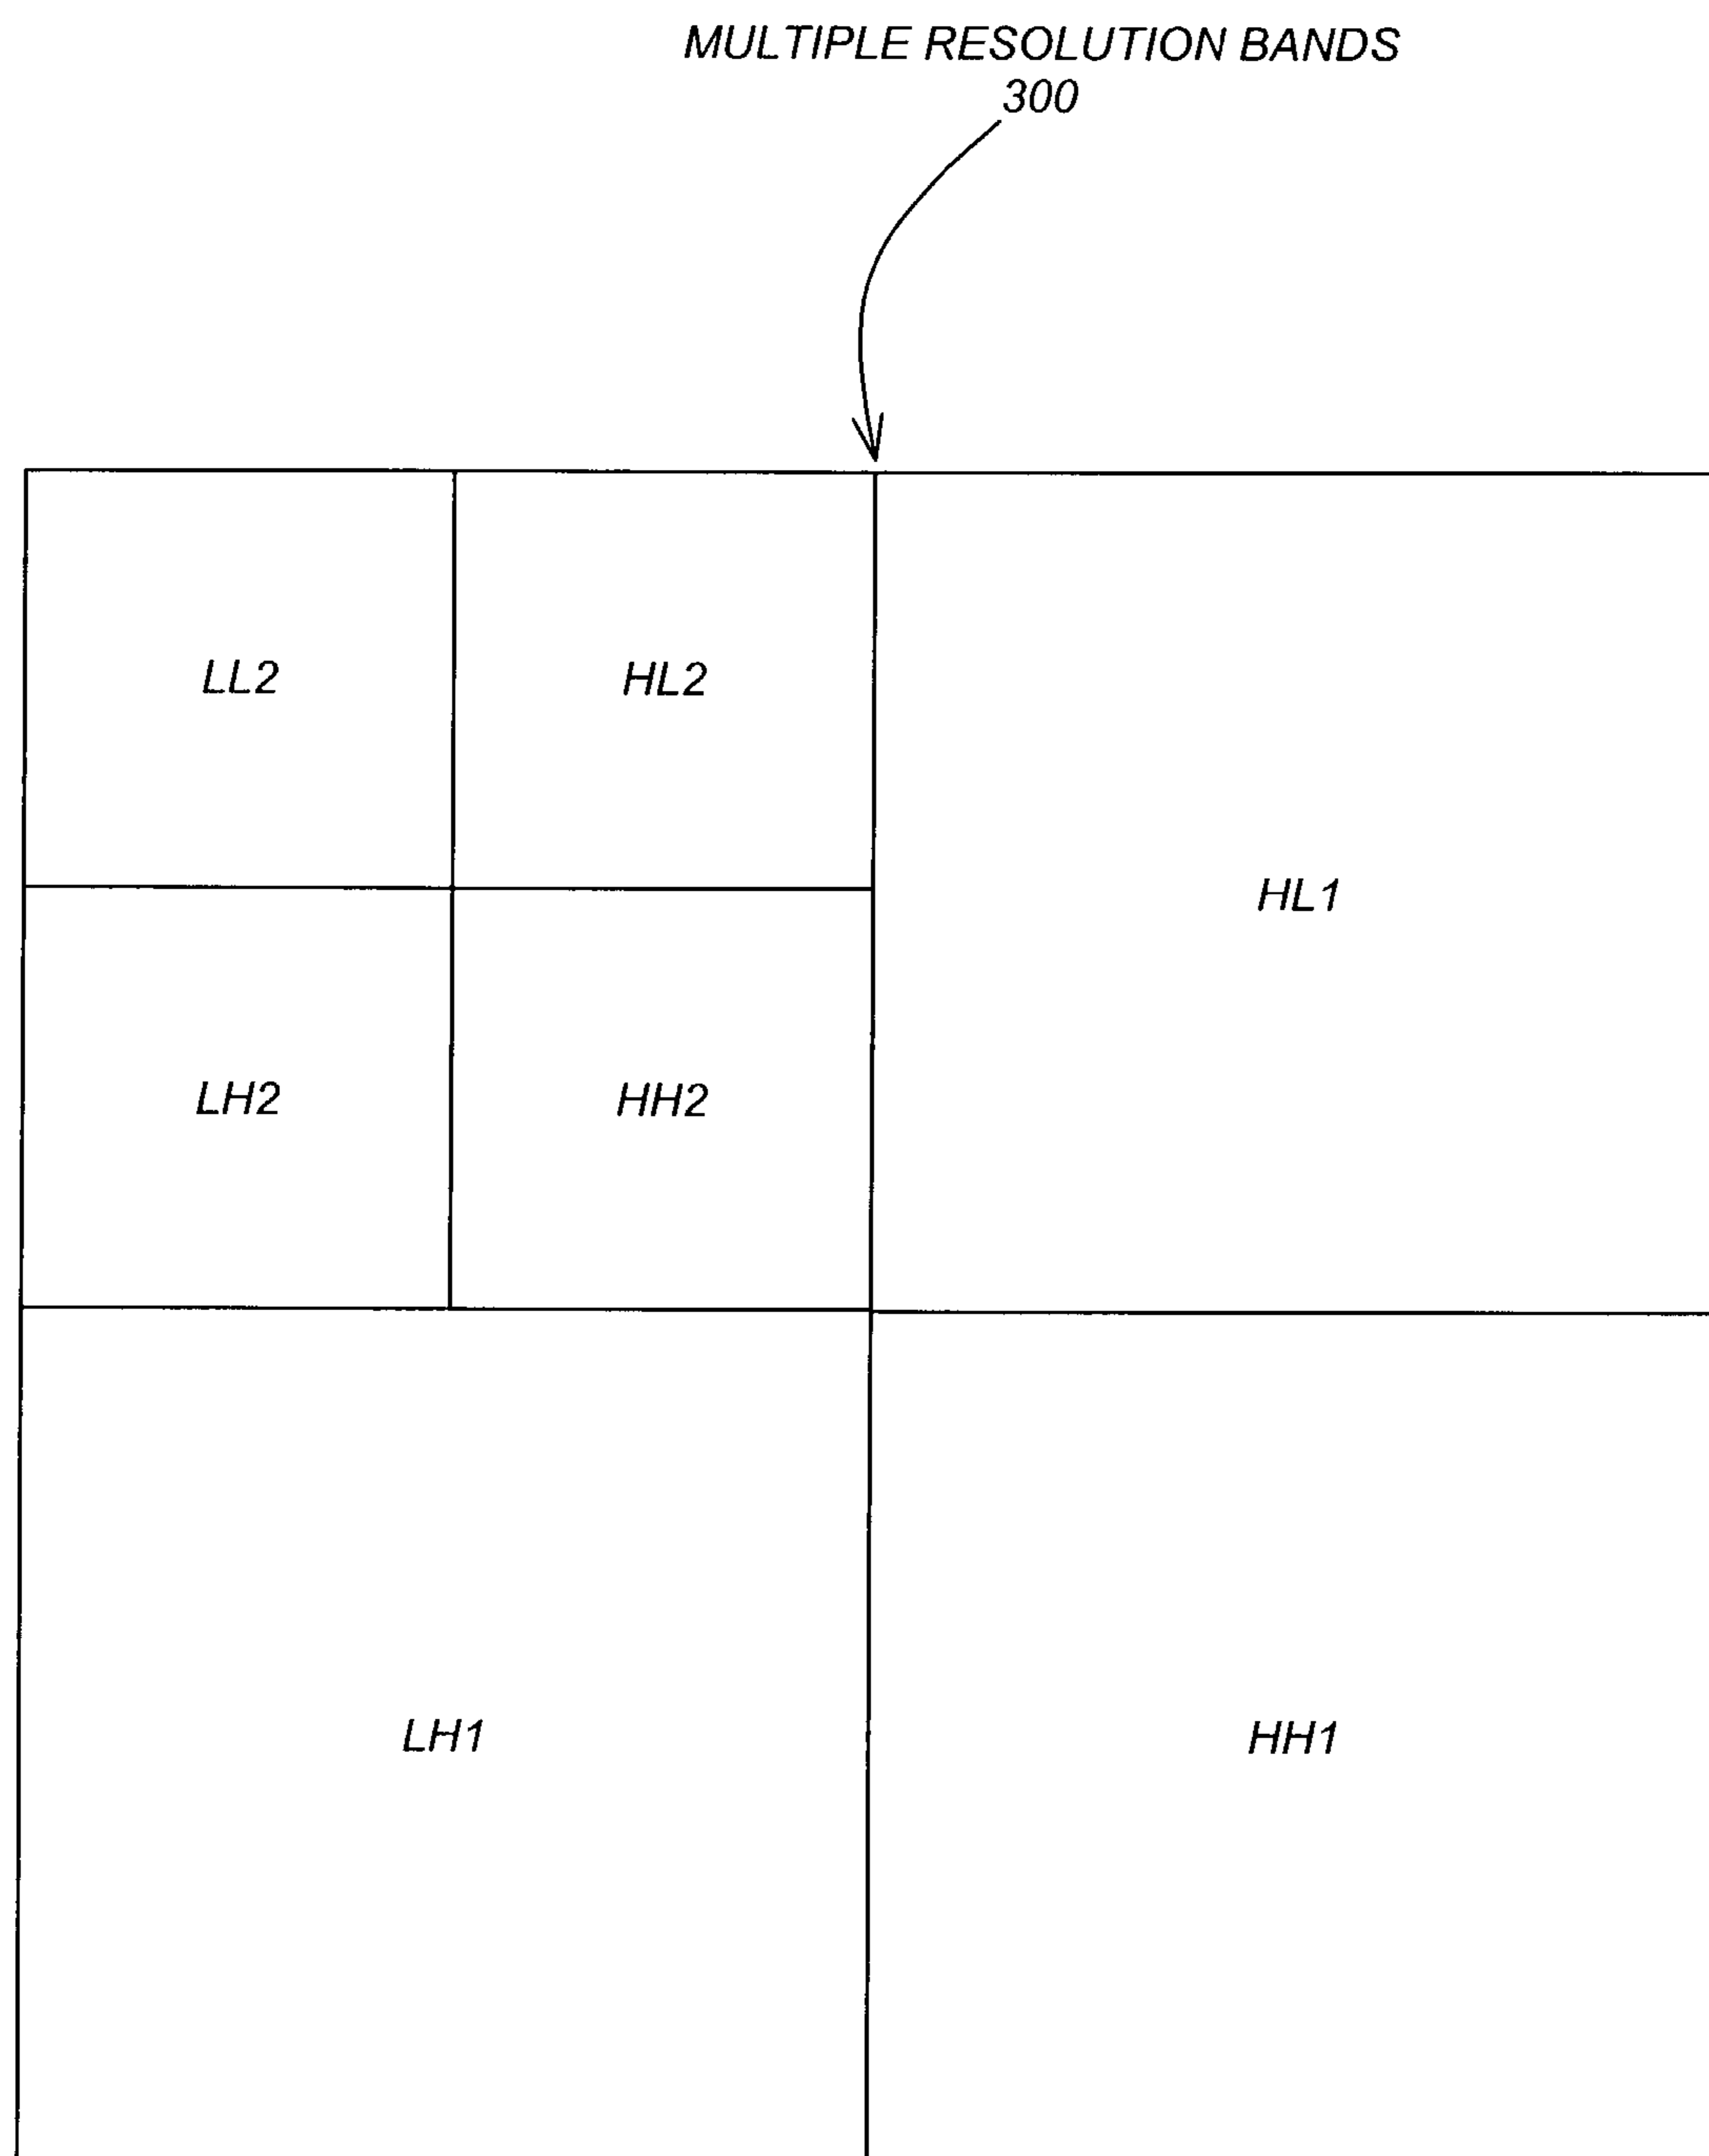 MULTIPLE RESOLUTION BANDS
300
LL2
HL2
HL1
LH2
HH2
LH1
HH1